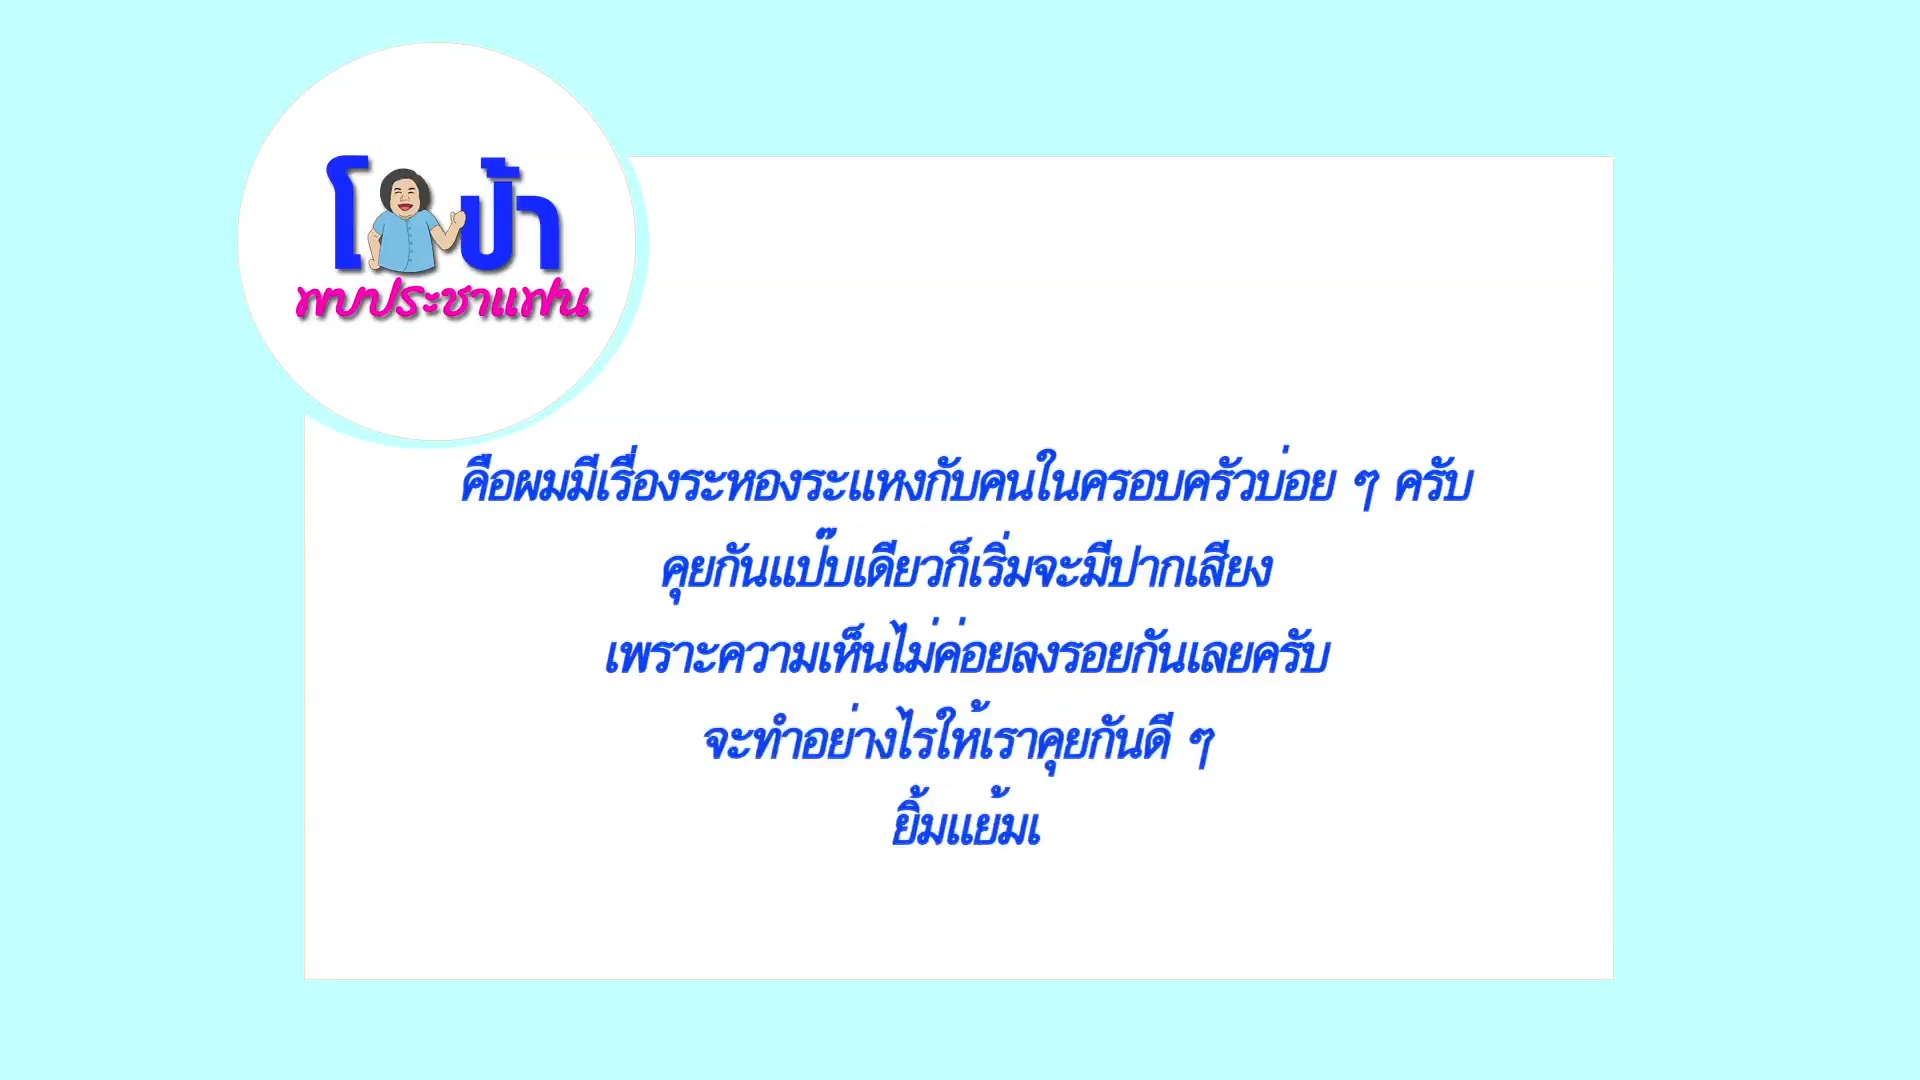 โอป้า
พบประชาแฟน
คือผมมีเรื่องระหองระแหงกับคนในครอบครัวบ่อย ๆ ครับ
คุยกันแป๊บเดียวก็เริ่มจะมีปากเสียง
เพราะความเห็นไม่ค่อยลงรอยกันเลยครับ
จะทำอย่างไรให้เราคุยกันดี ๆ
ยิ้มแย้มเ